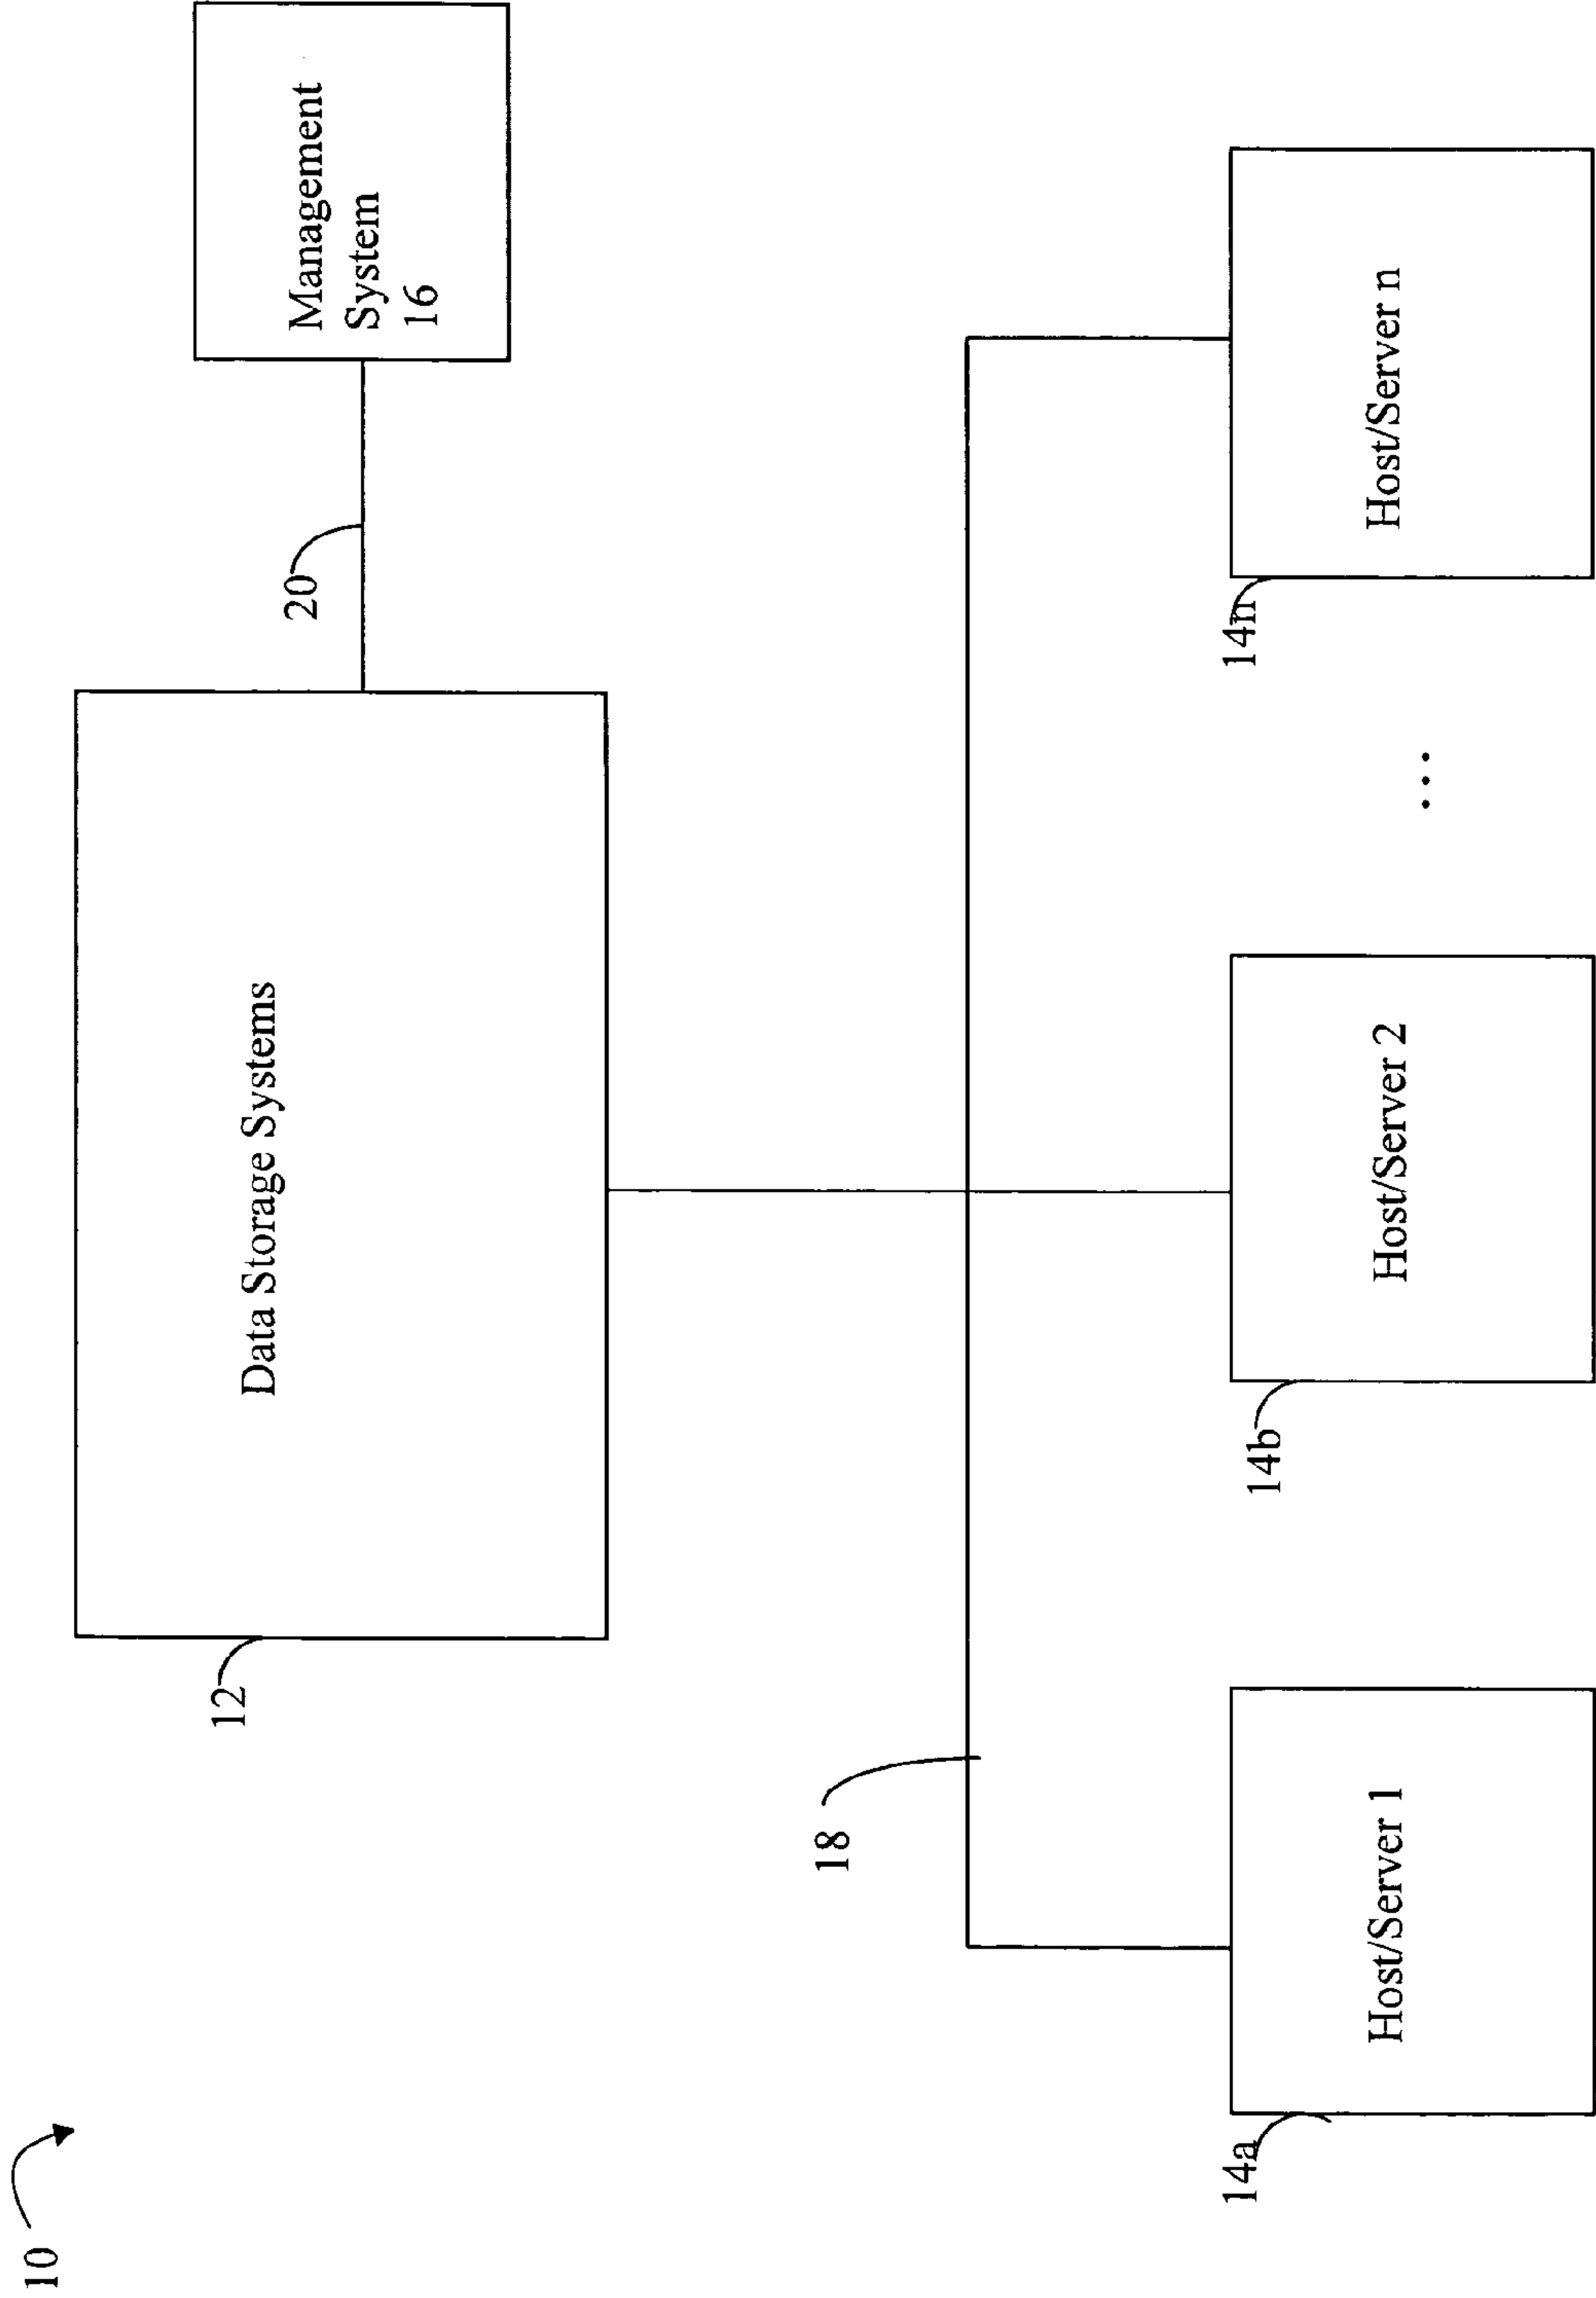 10
12
Data Storage Systems
20
Management
System
16
18
14a
Host/Server 1
14b
Host/Server 2
...
14n
Host/Server n